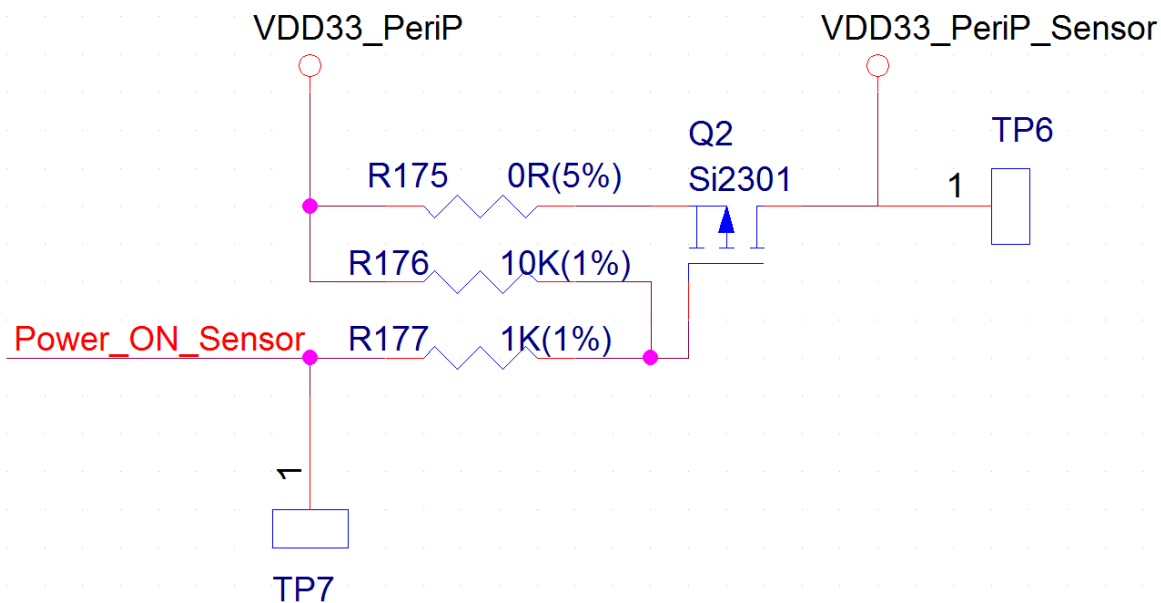 VDD33_PeriP
VDD33_PeriP_Sensor
Q2
TP6
R175
0R(5%)
Si2301
1
R176
10K(1%)
Power_ON_Sensor
R177
1K(1%)
1
TP7